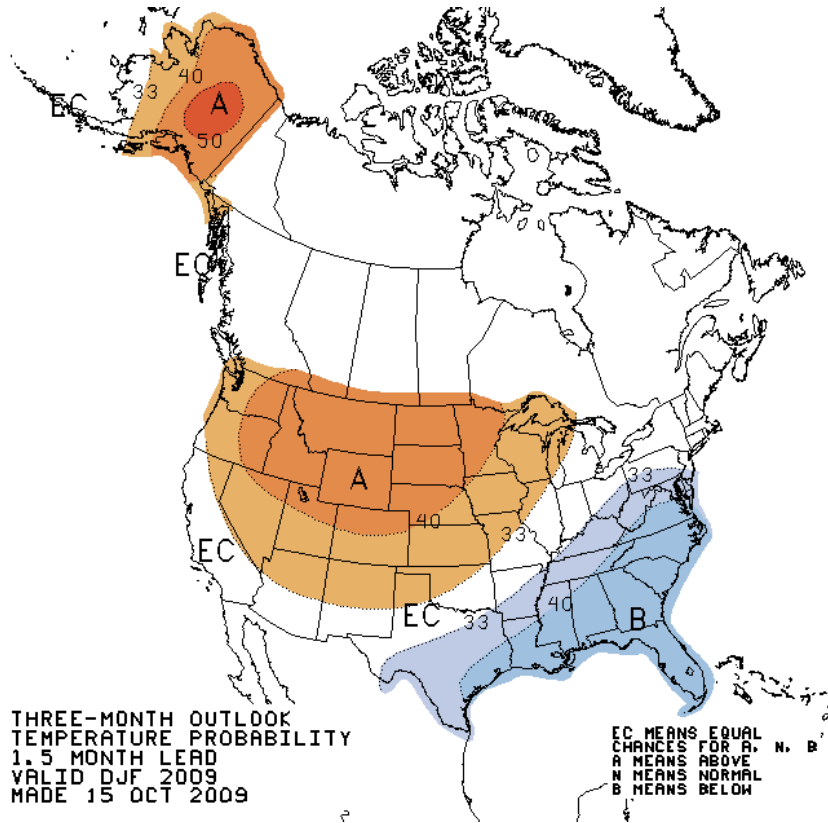 40
33
EC
A
50
EC
A
40
33
EC
EC
33
40
33
B
THREE-MONTH OUTLOOK
TEMPERATURE PROBABILITY
1.5 MONTH LEAD
VALID DJF 2009
MADE 15 OCT 2009
EC MEANS EQUAL
CHANCES FOR A, N, B
A MEANS ABOVE
N MEANS NORMAL
B MEANS BELOW